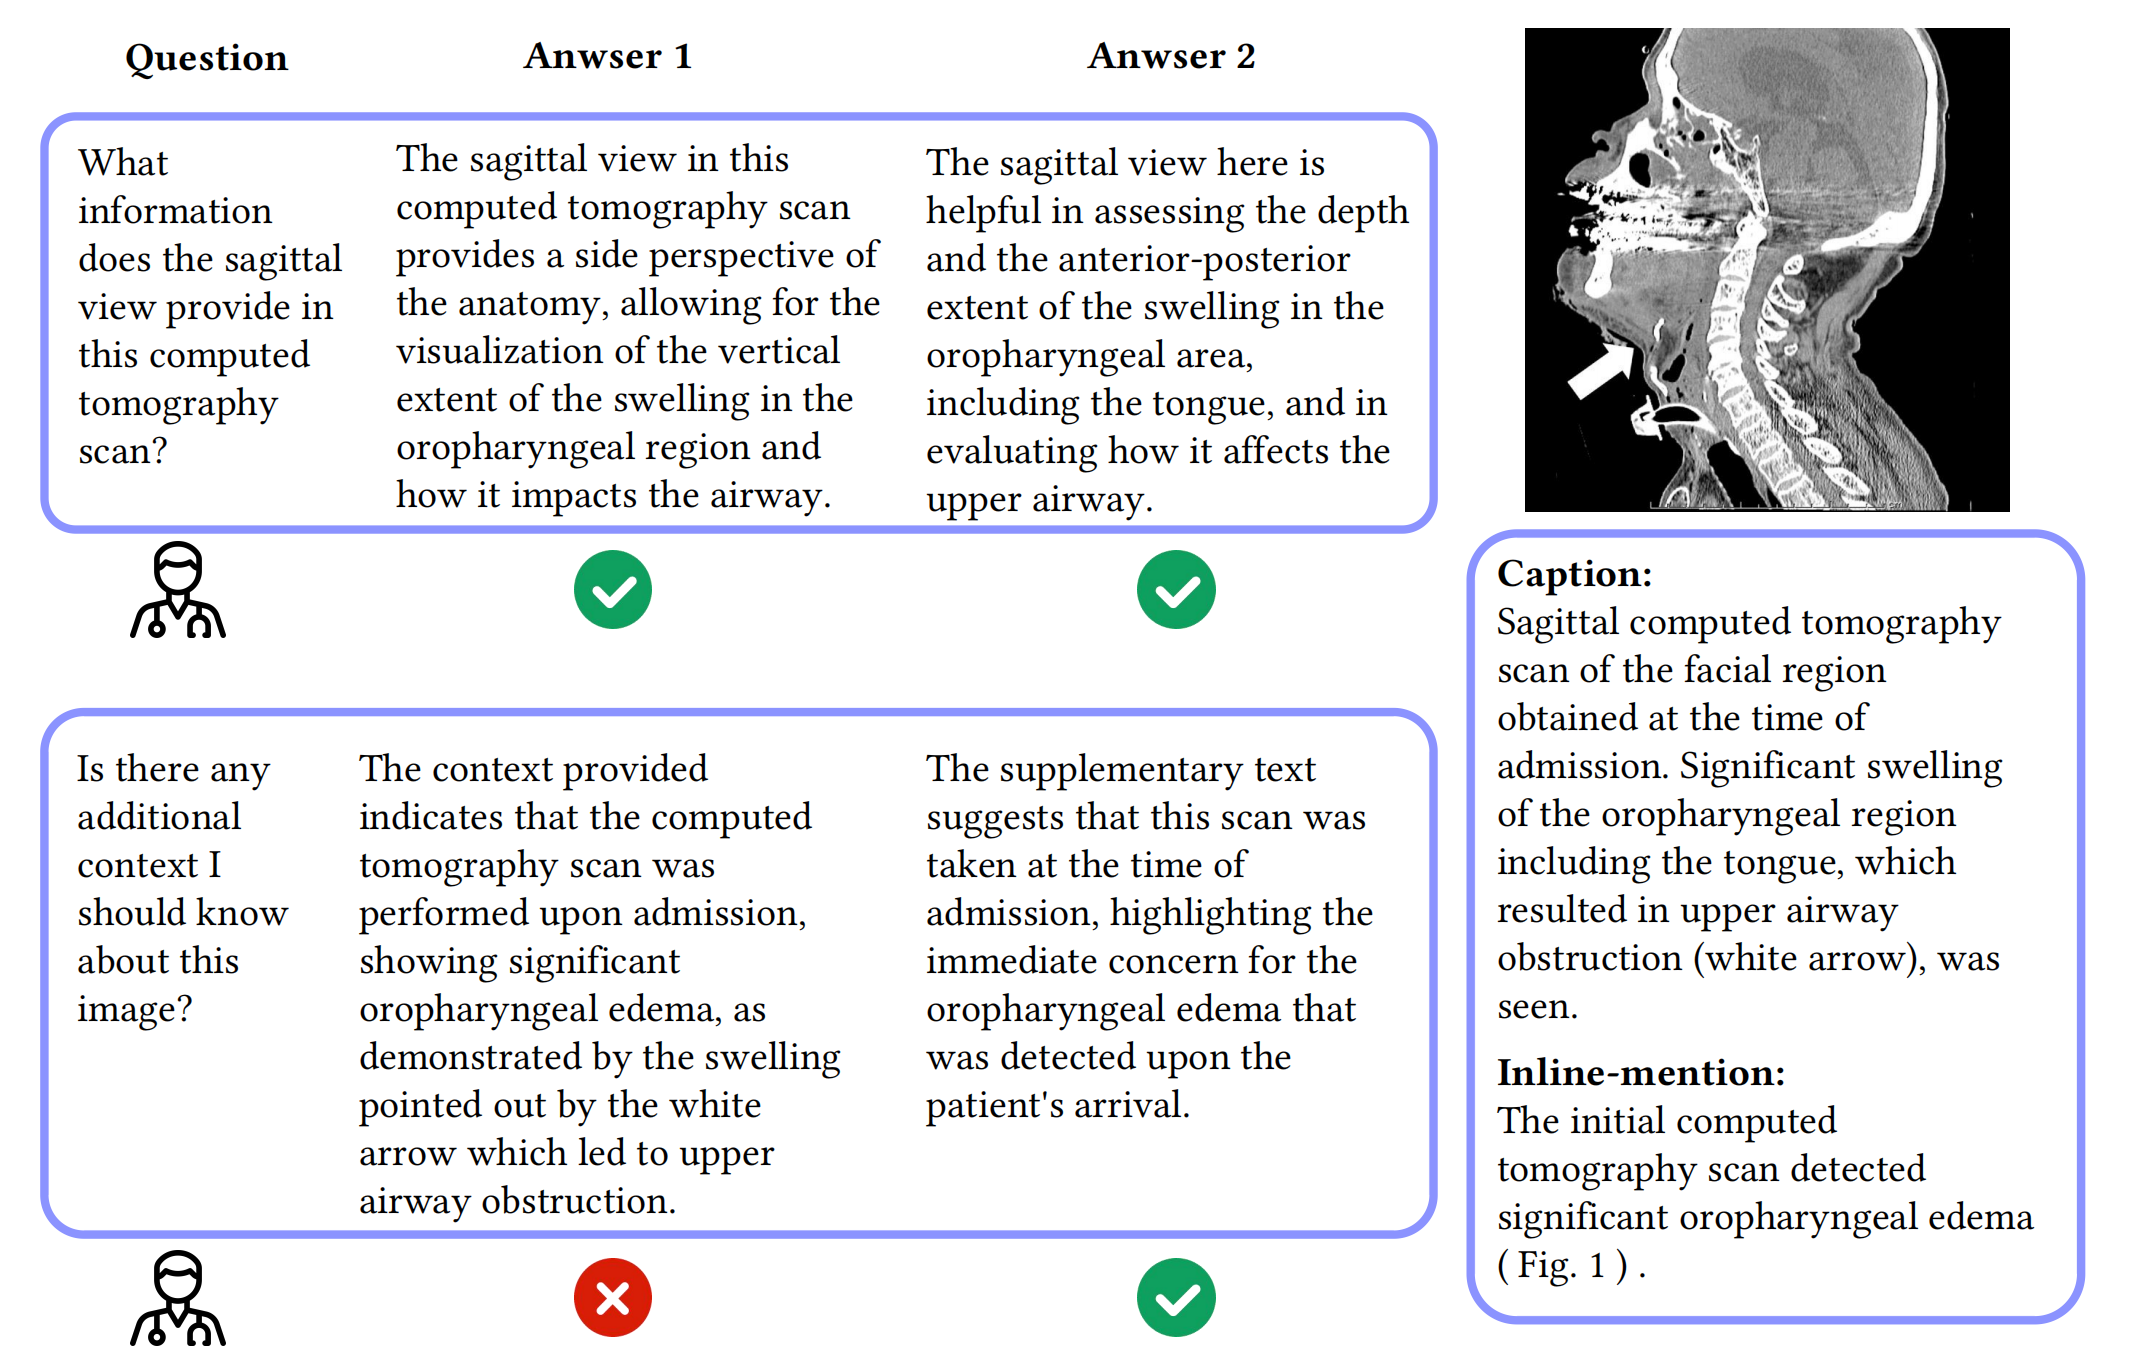 Question
Anwser 1
Anwser 2
What
information
does the sagittal
view provide in
this computed
tomography
scan?
The sagittal view in this
computed tomography scan
provides a side perspective of
the anatomy, allowing for the
visualization of the vertical
extent of the swelling in the
oropharyngeal region and
how it impacts the airway.
The sagittal view here is
helpful in assessing the depth
and the anterior-posterior
extent of the swelling in the
oropharyngeal area,
including the tongue, and in
evaluating how it affects the
upper airway.
Is there any
additional
context I
should know
about this
image?
The context provided
indicates that the computed
tomography scan was
performed upon admission,
showing significant
oropharyngeal edema, as
demonstrated by the swelling
pointed out by the white
arrow which led to upper
airway obstruction.
The supplementary text
suggests that this scan was
taken at the time of
admission, highlighting the
immediate concern for the
oropharyngeal edema that
was detected upon the
patient's arrival.
Caption:
Sagittal computed tomography
scan of the facial region
obtained at the time of
admission. Significant swelling
of the oropharyngeal region
including the tongue, which
resulted in upper airway
obstruction (white arrow), was
seen.
Inline-mention:
The initial computed
tomography scan detected
significant oropharyngeal edema
( Fig. 1 ) .